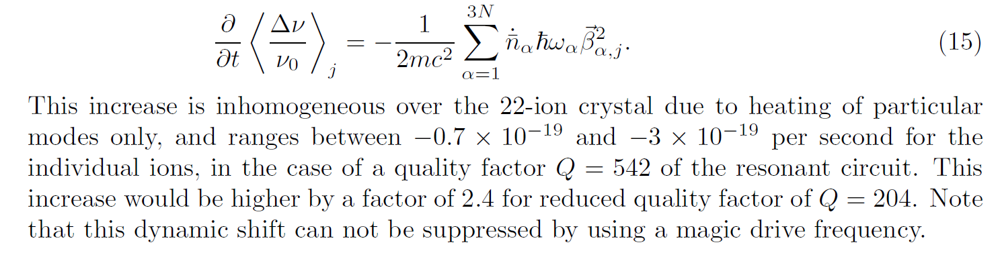 \frac{\partial}{\partial t} \left\langle \frac{\Delta\nu}{\nu_0} \right\rangle_j = -\frac{1}{2mc^2} \sum_{\alpha=1}^{3N} \dot{\bar{n}}_\alpha \hbar\omega_\alpha \vec{\beta}^2_{\alpha,j}. (15)
This increase is inhomogeneous over the 22-ion crystal due to heating of particular
modes only, and ranges between −0.7 × 10^{−19} and −3 × 10^{−19} per second for the
individual ions, in the case of a quality factor Q = 542 of the resonant circuit. This
increase would be higher by a factor of 2.4 for reduced quality factor of Q = 204. Note
that this dynamic shift can not be suppressed by using a magic drive frequency.